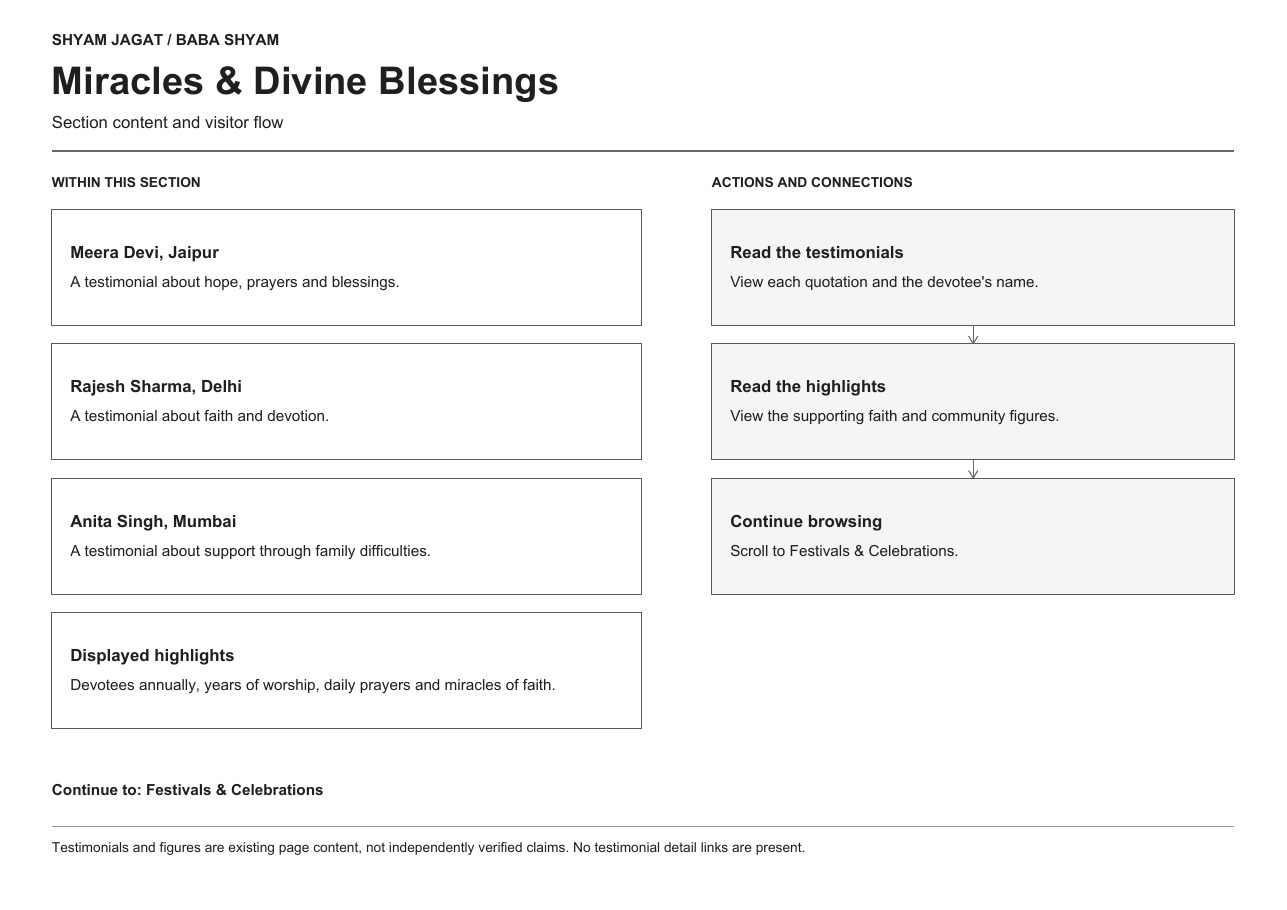 SHYAM JAGAT / BABA SHYAM
Miracles & Divine Blessings
Section content and visitor flow
WITHIN THIS SECTION
Meera Devi, Jaipur
A testimonial about hope, prayers and blessings.
Rajesh Sharma, Delhi
A testimonial about faith and devotion.
Anita Singh, Mumbai
A testimonial about support through family difficulties.
Displayed highlights
Devotees annually, years of worship, daily prayers and miracles of faith.
ACTIONS AND CONNECTIONS
Read the testimonials
View each quotation and the devotee's name.
Read the highlights
View the supporting faith and community figures.
Continue browsing
Scroll to Festivals & Celebrations.
Continue to: Festivals & Celebrations
Testimonials and figures are existing page content, not independently verified claims. No testimonial detail links are present.